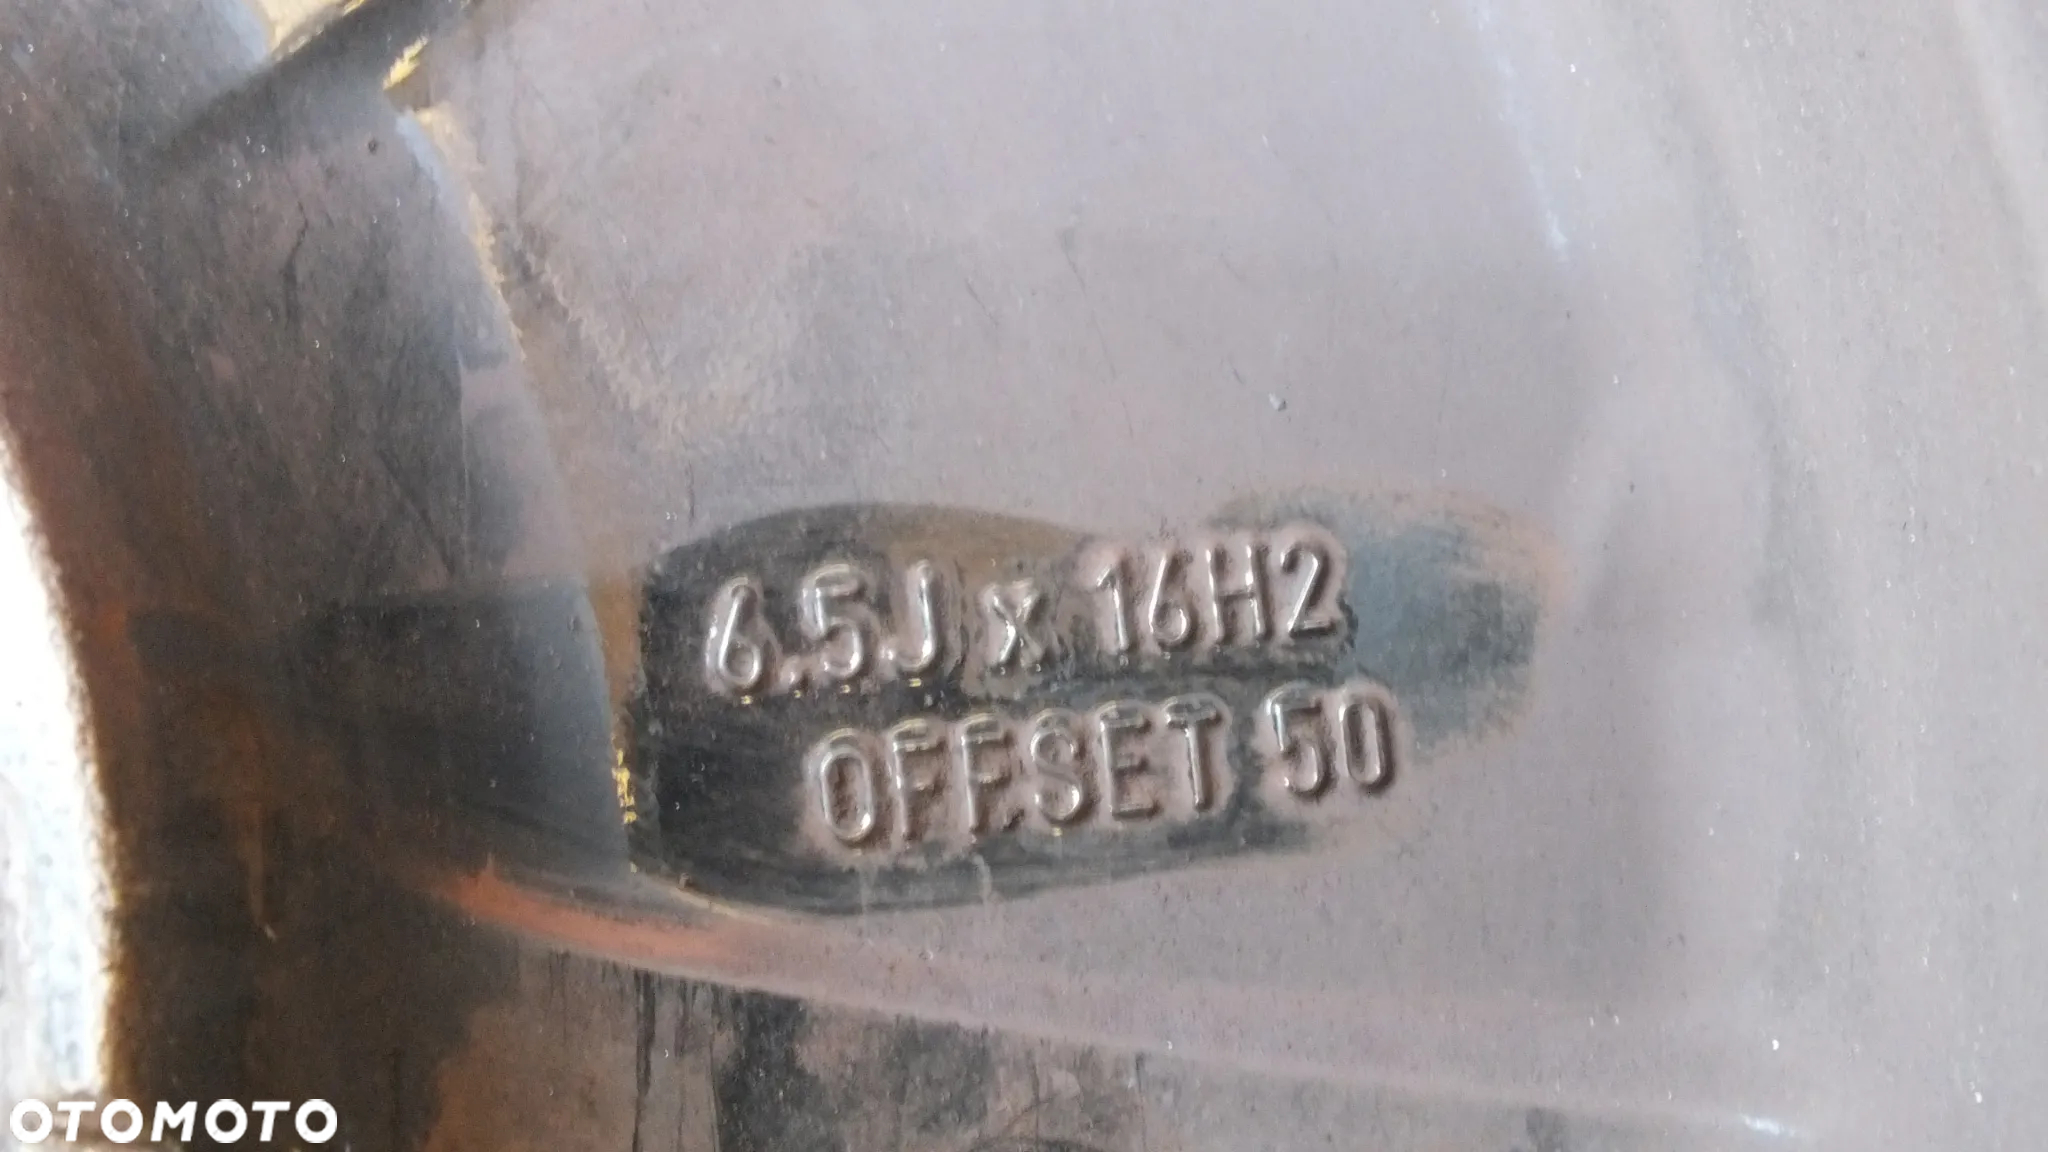 6.5J x 16H2
OFFSET 50
OTOMOTO